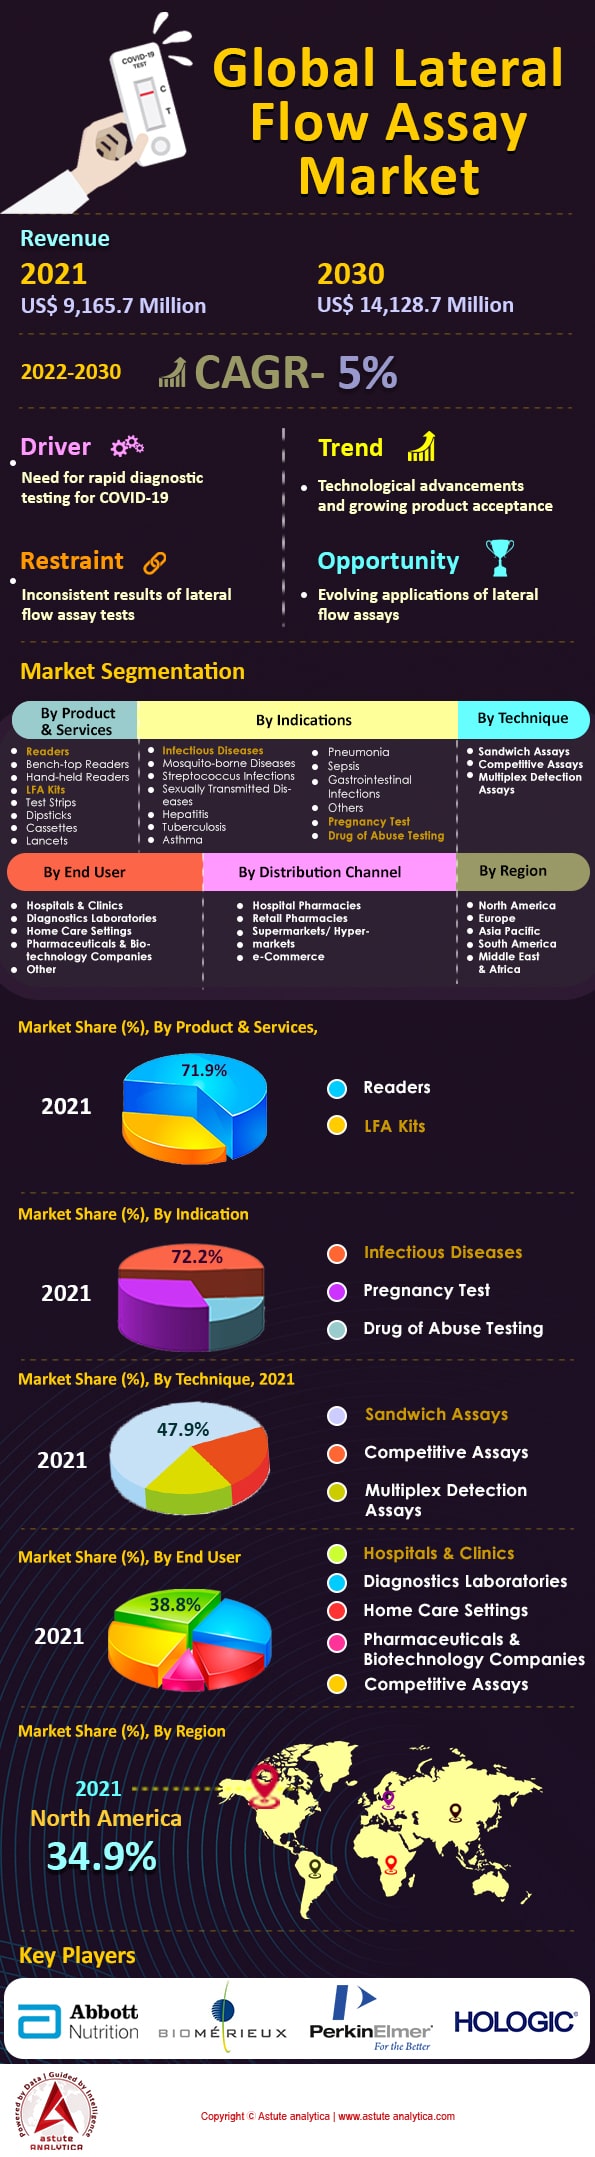 COVID-19
TEST
C
T
Global Lateral
Flow Assay
Market
Revenue
2021
US$ 9,165.7 Million
2030
US$ 14,128.7 Million
2022-2030
CAGR- 5%
Driver
Need for rapid diagnostic
testing for COVID-19
Trend
Technological advancements
and growing product acceptance
Restraint
Inconsistent results of lateral
flow assay tests
Opportunity
Evolving applications of lateral
flow assays
Market Segmentation
By Product
& Services
Readers
Bench-top Readers
Hand-held Readers
LFA Kits
Test Strips
Dipsticks
Cassettes
Lancets
By Indications
Infectious Diseases
Mosquito-borne Diseases
Streptococcus Infections
Sexually Transmitted Dis-
eases
Hepatitis
Tuberculosis
Asthma
Pneumonia
Sepsis
Gastrointestinal
Infections
Others
Pregnancy Test
Drug of Abuse Testing
By Technique
Sandwich Assays
Competitive Assays
Multiplex Detection
Assays
By End User
Hospitals & Clinics
Diagnostics Laboratories
Home Care Settings
Pharmaceuticals & Bio-
technology Companies
Other
By Distribution Channel
Hospital Pharmacies
Retail Pharmacies
Supermarkets/ Hyper-
markets
e-Commerce
By Region
North America
Europe
Asia Pacific
South America
Middle East
& Africa
Market Share (%), By Product & Services,
2021
71.9%
Readers
LFA Kits
Market Share (%), By Indication
2021
72.2%
Infectious Diseases
Pregnancy Test
Drug of Abuse Testing
Market Share (%), By Technique, 2021
2021
47.9%
Sandwich Assays
Competitive Assays
Multiplex Detection
Assays
Market Share (%), By End User
2021
38.8%
Hospitals & Clinics
Diagnostics Laboratories
Home Care Settings
Pharmaceuticals &
Biotechnology Companies
Competitive Assays
Market Share (%), By Region
2021
North America
34.9%
Key Players
Abbott
Nutrition
BIOMÉRIEUX
PerkinElmer®
For the Better
HOLOGIC®
Powered by Data | Guided by Intelligence
astute
ANALYTICA
Copyright © Astute analytica | www.astute analytica.com